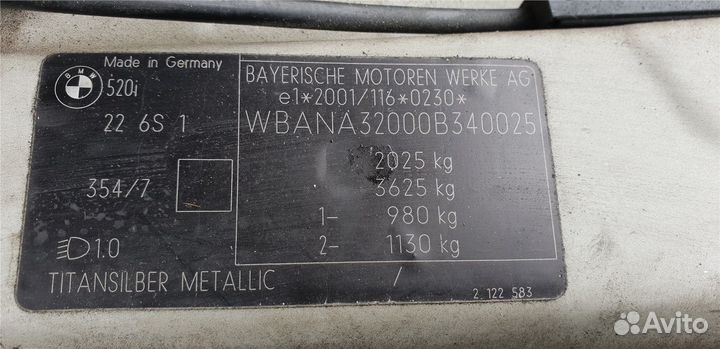 Made in Germany
BMW
520i
22 6S 1
354/7
1.0
TITANSILBER METALLIC
BAYERISCHE MOTOREN WERKE AG
e1*2001/116*0230*
WBANA32000B340025
2025 kg
3625 kg
1- 980 kg
2- 1130 kg
/
2 122 583
Avito